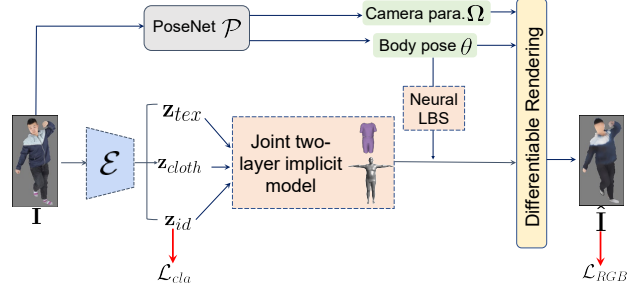 PoseNet 𝒫
Camera para. Ω
Body pose θ
Neural
LBS
Differentiable Rendering
ℰ
z_tex
z_cloth
z_id
Joint two-
layer implicit
model
I
Î
ℒ_cla
ℒ_RGB